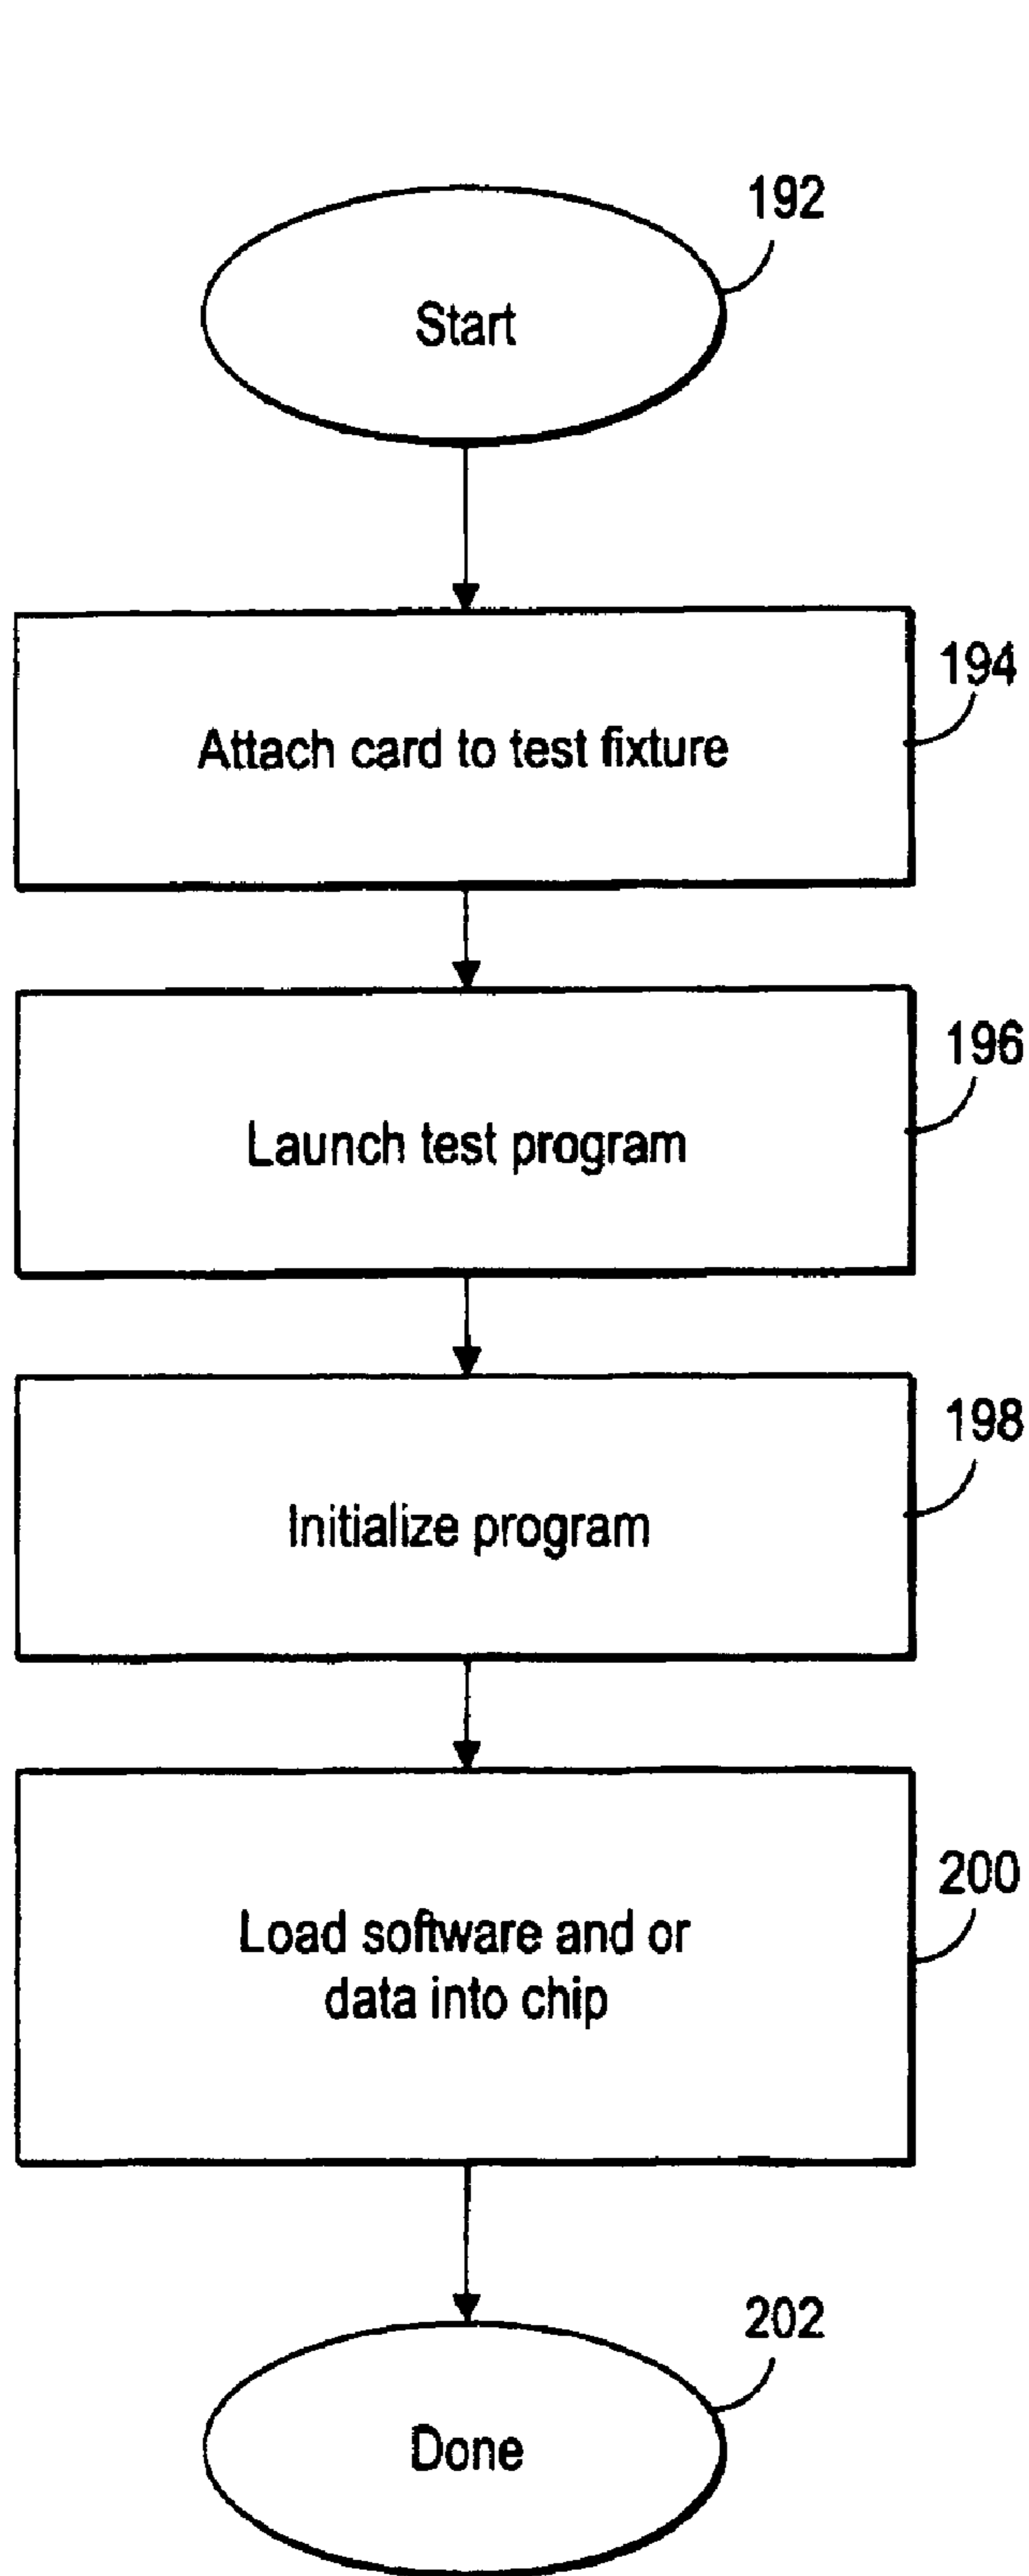 192
Start
194
Attach card to test fixture
196
Launch test program
198
Initialize program
200
Load software and or
data into chip
202
Done